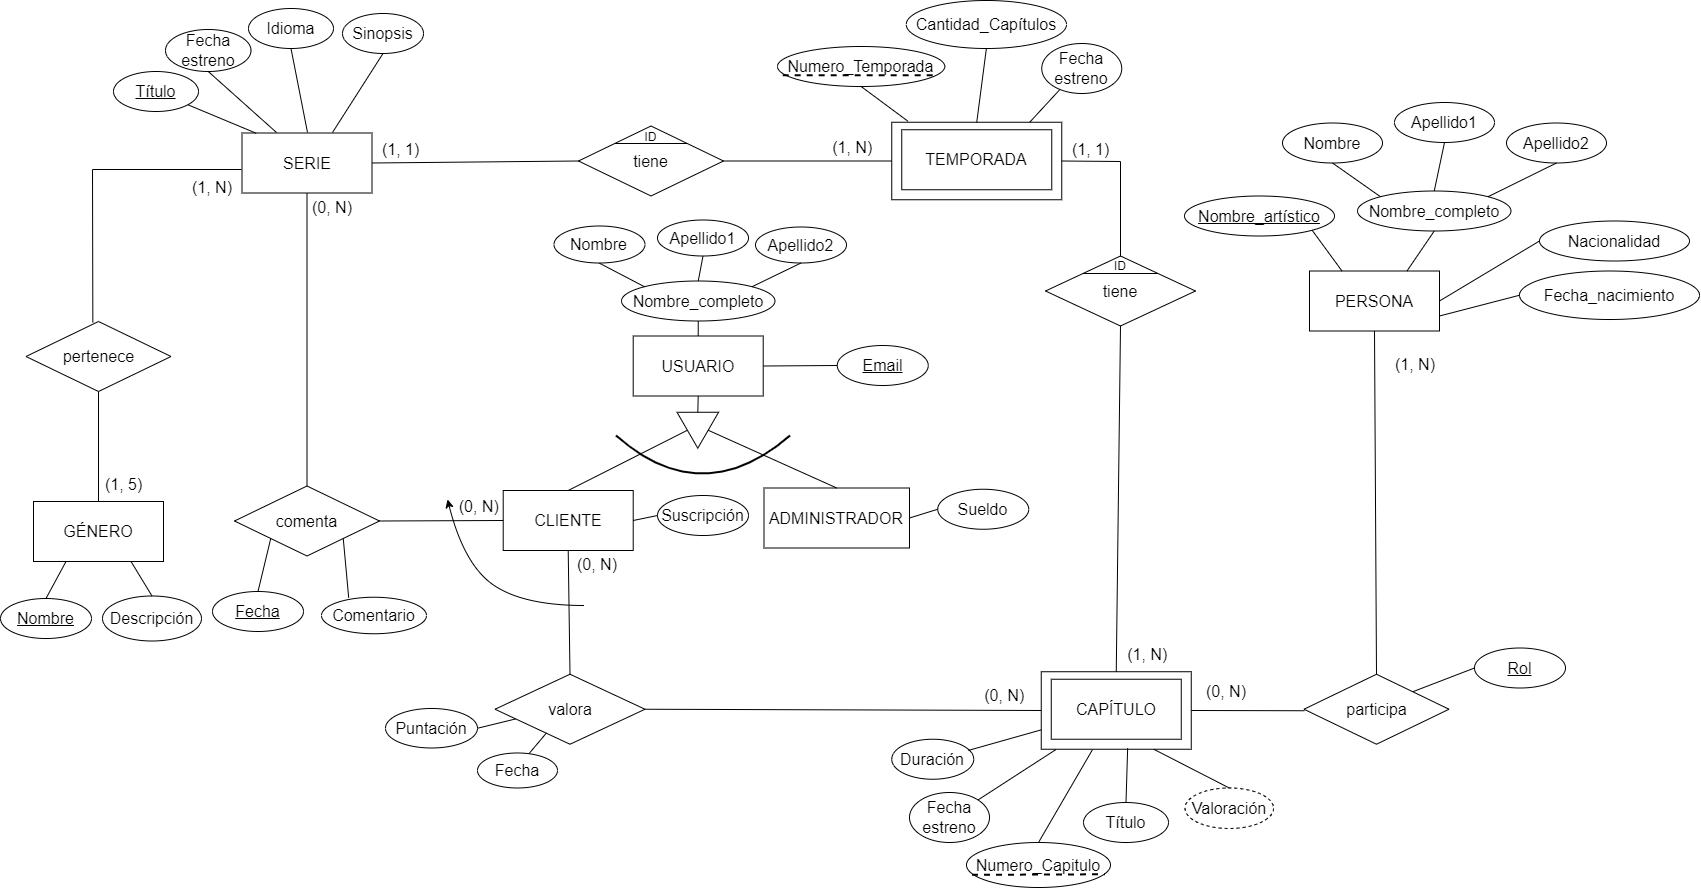 Título
Fecha
estreno
Idioma
Sinopsis
SERIE
(1, 1)
(1, N)
(0, N)
ID
tiene
(1, N)
Numero_Temporada
Cantidad_Capítulos
Fecha
estreno
TEMPORADA
(1, 1)
ID
tiene
(1, N)
Nombre
Apellido1
Apellido2
Nombre_completo
Nombre_artístico
Nacionalidad
Fecha_nacimiento
PERSONA
(1, N)
Nombre
Apellido1
Apellido2
Nombre_completo
USUARIO
Email
pertenece
(1, 5)
GÉNERO
Nombre
Descripción
comenta
(0, N)
Fecha
Comentario
CLIENTE
(0, N)
Suscripción
ADMINISTRADOR
Sueldo
valora
Puntación
Fecha
(0, N)
CAPÍTULO
(0, N)
participa
Rol
Duración
Fecha
estreno
Numero_Capitulo
Título
Valoración